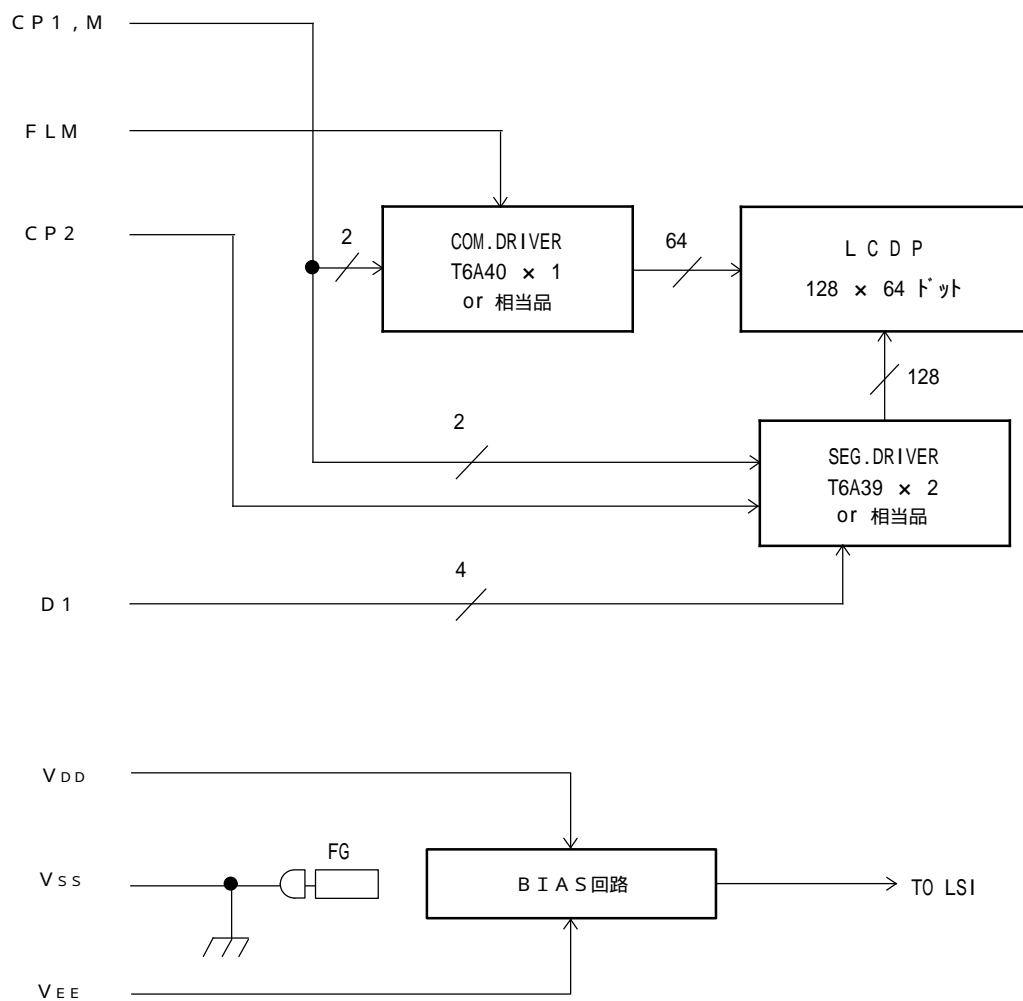 CP1,M
FLM
CP2
2
COM.DRIVER
T6A40 × 1
or 相当品
64
LCDP
128 × 64 ﾄﾞｯﾄ
128
2
SEG.DRIVER
T6A39 × 2
or 相当品
4
D1
VDD
FG
VSS
BIAS回路
TO LSI
VEE